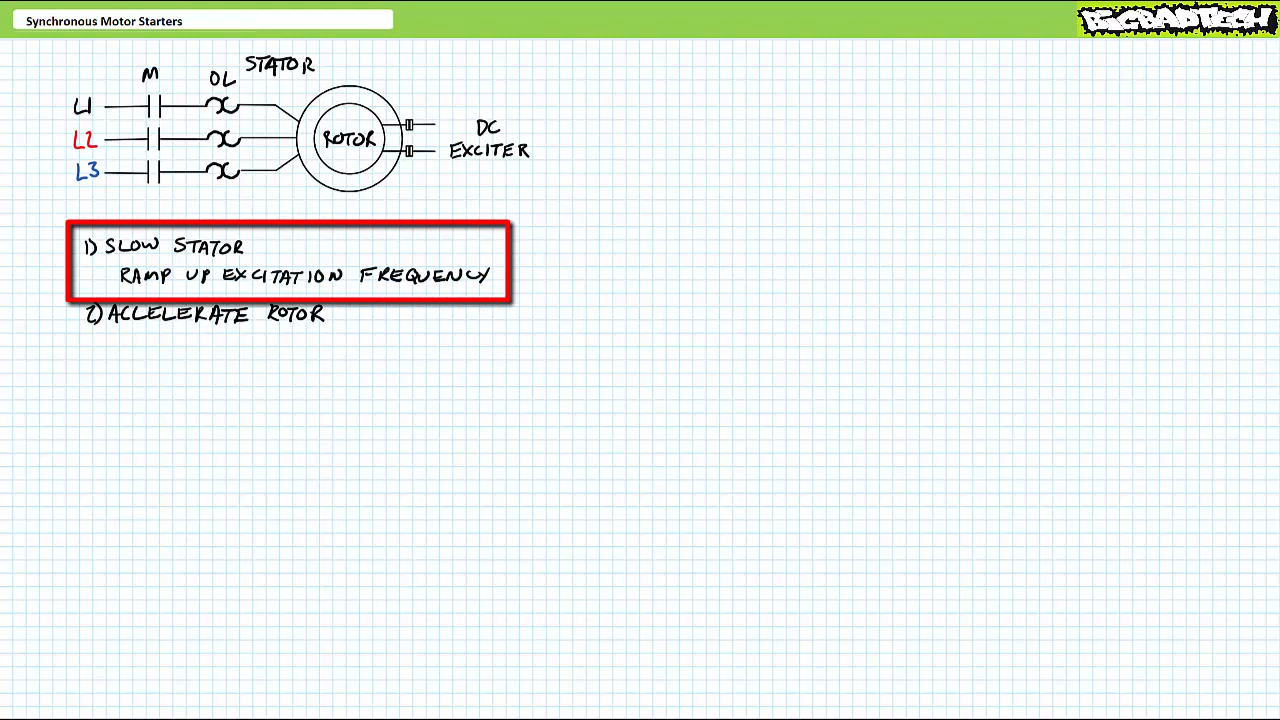 Synchronous Motor Starters
BIGBADTECH
M
OL
STATOR
L1
L2
L3
ROTOR
DC
EXCITER
1) SLOW STATOR
RAMP UP EXCITATION FREQUENCY
2) ACCLELERATE ROTOR